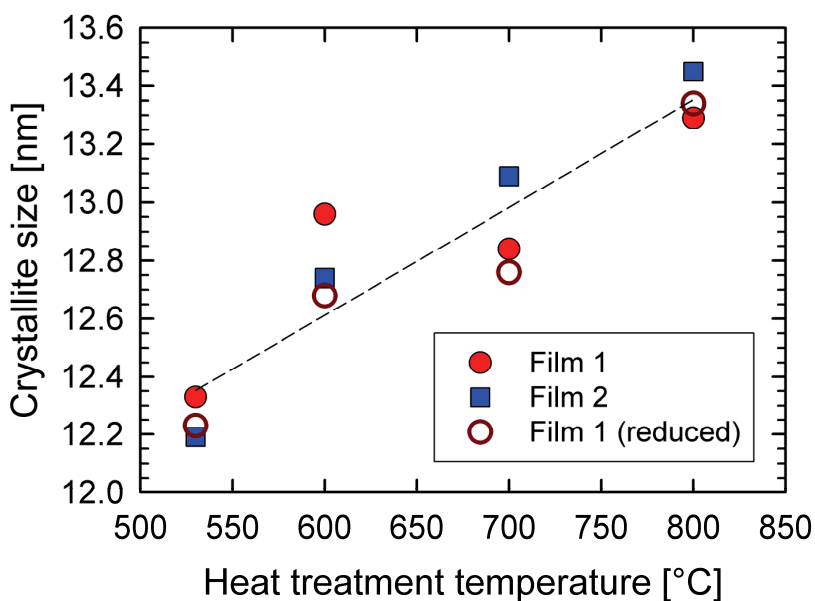 13.6
13.4
13.2
13.0
12.8
12.6
12.4
12.2
12.0
Crystallite size [nm]
Film 1
Film 2
Film 1 (reduced)
500 550 600 650 700 750 800 850
Heat treatment temperature [°C]